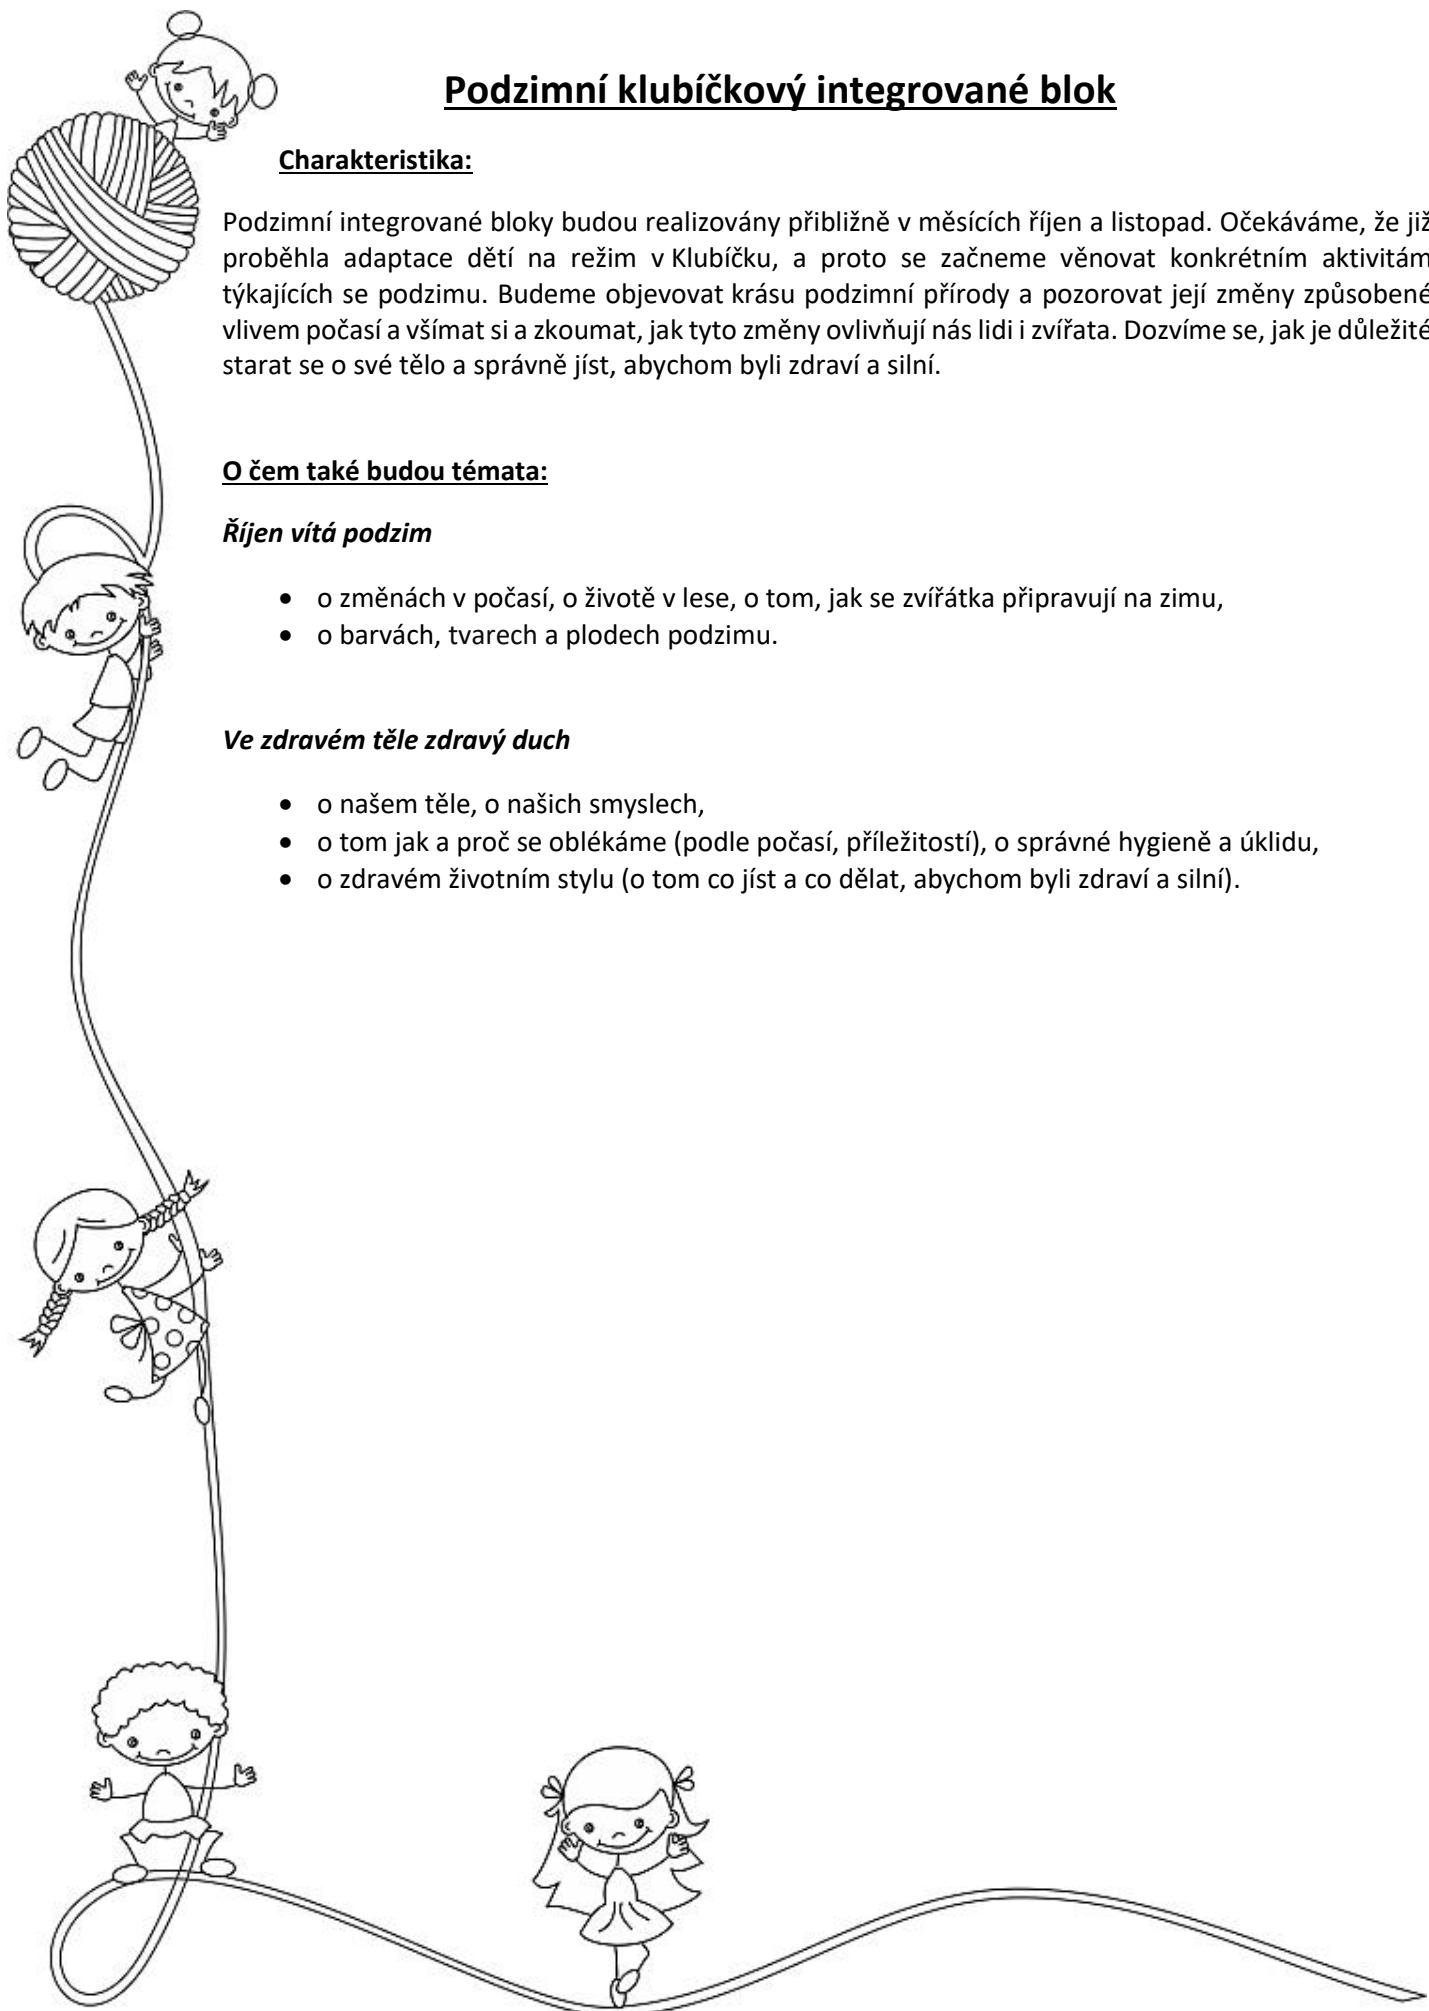 Podzimní klubíčkový integrované blok
Charakteristika:
Podzimní integrované bloky budou realizovány přibližně v měsících říjen a listopad. Očekáváme, že již
proběhla adaptace dětí na režim v Klubíčku, a proto se začneme věnovat konkrétním aktivitám
týkajících se podzimu. Budeme objevovat krásu podzimní přírody a pozorovat její změny způsobené
vlivem počasí a všímat si a zkoumat, jak tyto změny ovlivňují nás lidi i zvířata. Dozvíme se, jak je důležité
starat se o své tělo a správně jíst, abychom byli zdraví a silní.
O čem také budou témata:
Říjen vítá podzim
• o změnách v počasí, o životě v lese, o tom, jak se zvířátka připravují na zimu,
• o barvách, tvarech a plodech podzimu.
Ve zdravém těle zdravý duch
• o našem těle, o našich smyslech,
• o tom jak a proč se oblékáme (podle počasí, příležitostí), o správné hygieně a úklidu,
• o zdravém životním stylu (o tom co jíst a co dělat, abychom byli zdraví a silní).